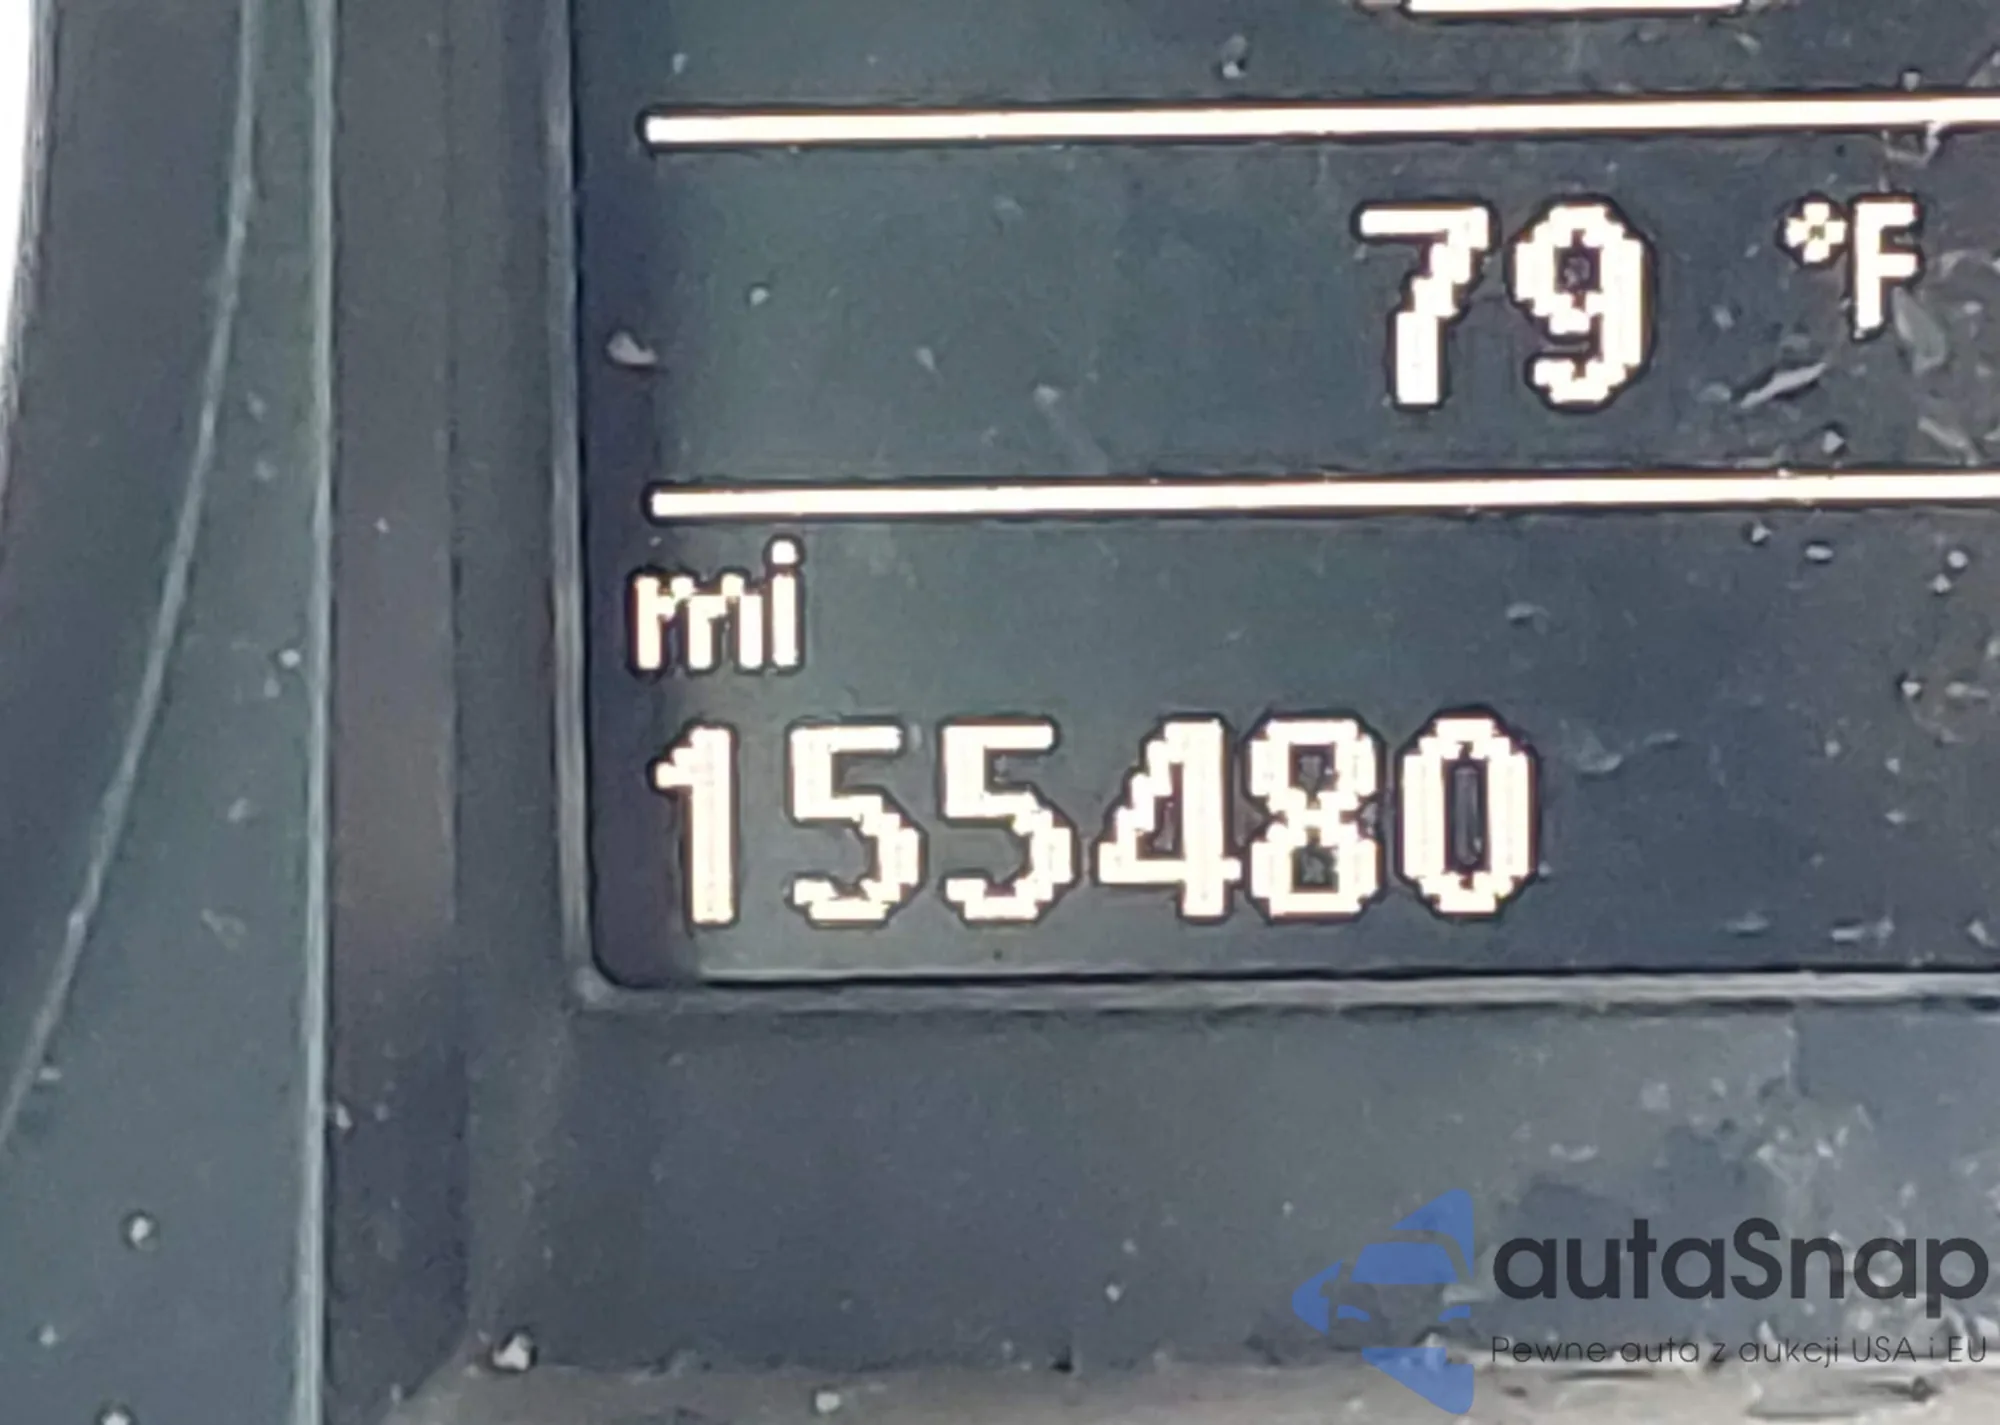 79 °F
mi
155480
autaSnap
Pewne auta z aukcji USA i EU